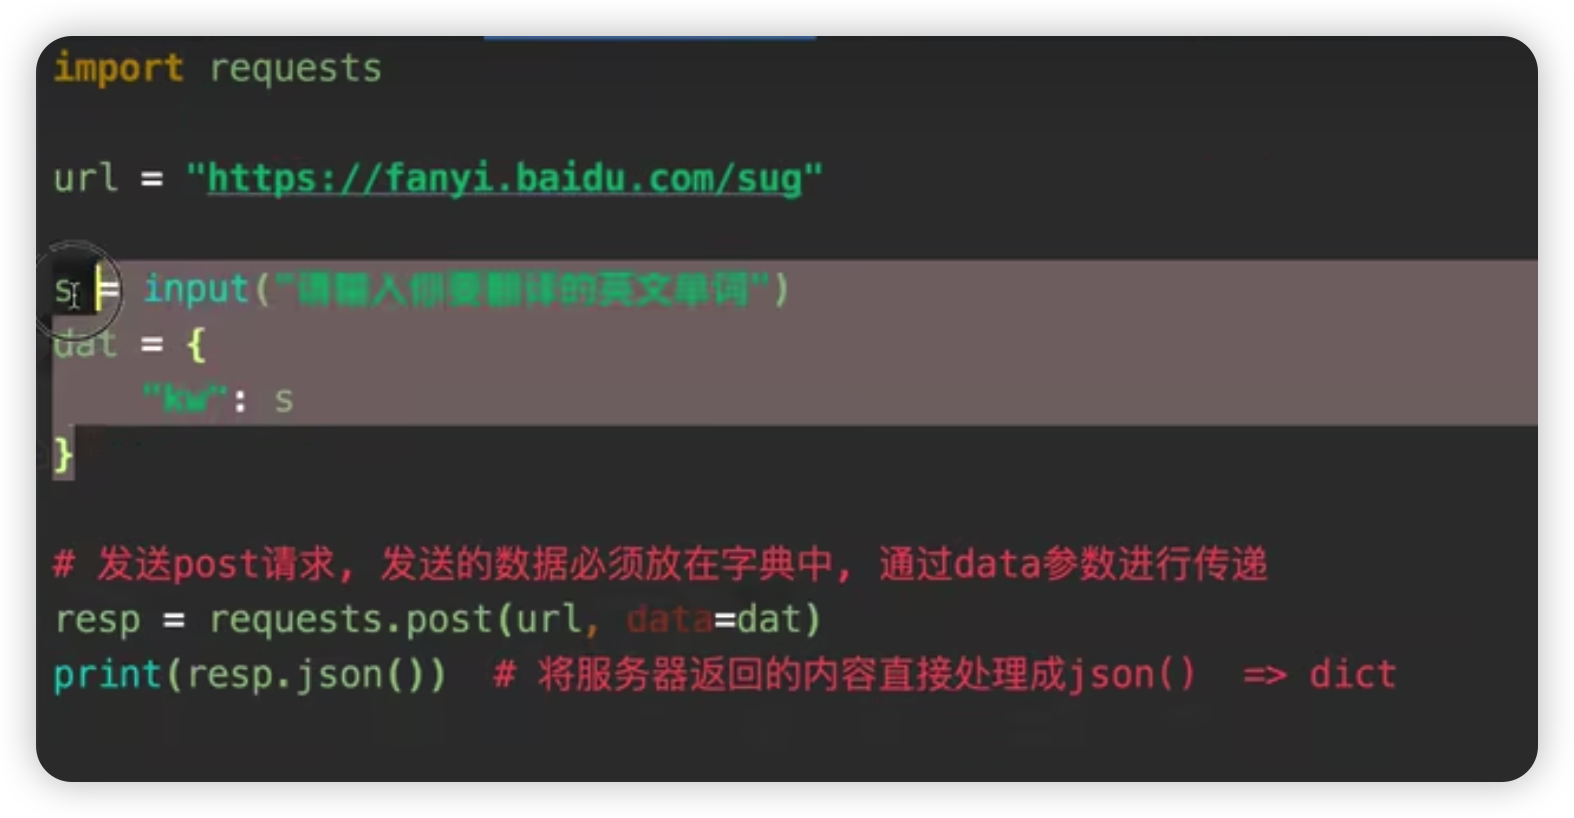 import requests
url = "https://fanyi.baidu.com/sug"
s = input("请输入你要翻译的英文单词")
dat = {
"kw": s
}
# 发送post请求, 发送的数据必须放在字典中, 通过data参数进行传递
resp = requests.post(url, data=dat)
print(resp.json())  # 将服务器返回的内容直接处理成json()  => dict